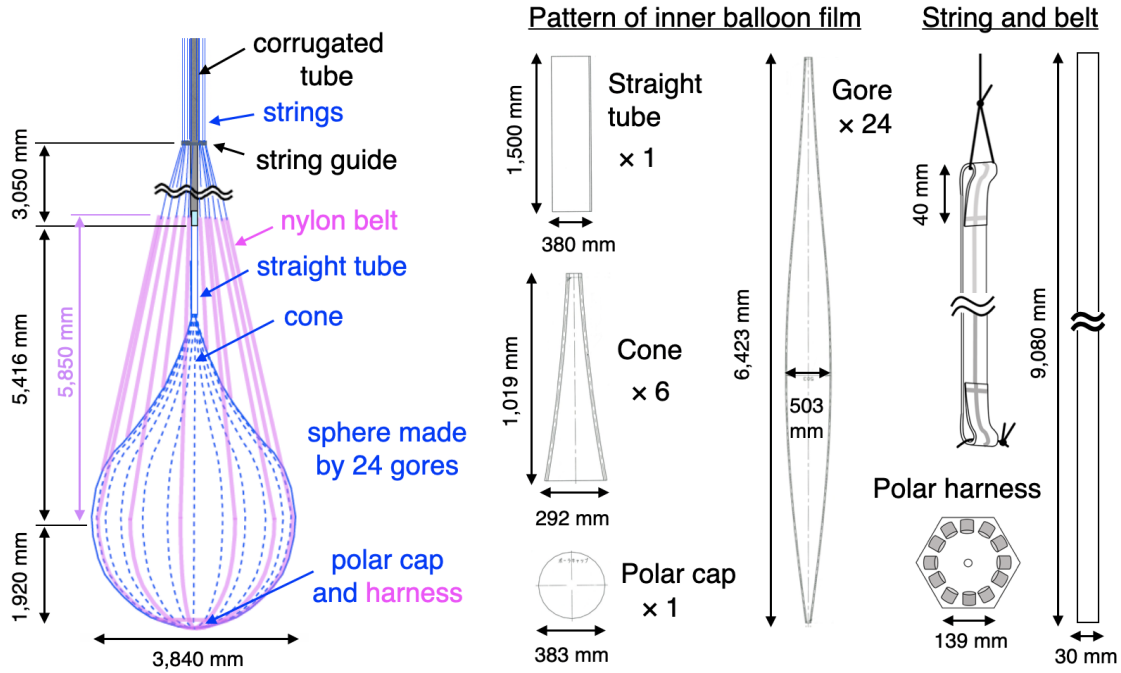 corrugated
tube
strings
string guide
3,050 mm
nylon belt
straight tube
cone
5,416 mm
5,850 mm
sphere made
by 24 gores
1,920 mm
polar cap
and harness
3,840 mm
Pattern of inner balloon film
1,500 mm
Straight
tube
× 1
380 mm
1,019 mm
Cone
× 6
292 mm
Polar cap
× 1
383 mm
Gore
× 24
6,423 mm
503
mm
String and belt
40 mm
9,080 mm
Polar harness
139 mm
30 mm